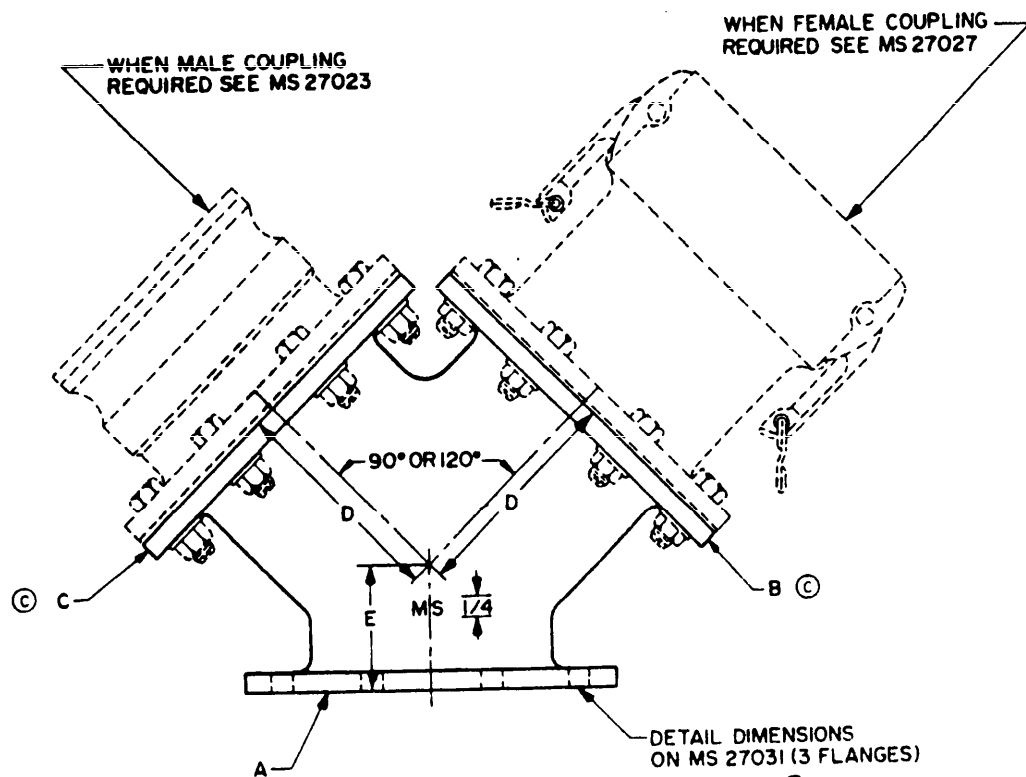 WHEN MALE COUPLING
REQUIRED SEE MS 27023
WHEN FEMALE COUPLING
REQUIRED SEE MS 27027
90° OR 120°
D
D
E
MS
1/4
Ⓒ C
B Ⓒ
A
DETAIL DIMENSIONS
ON MS 27031 (3 FLANGES)